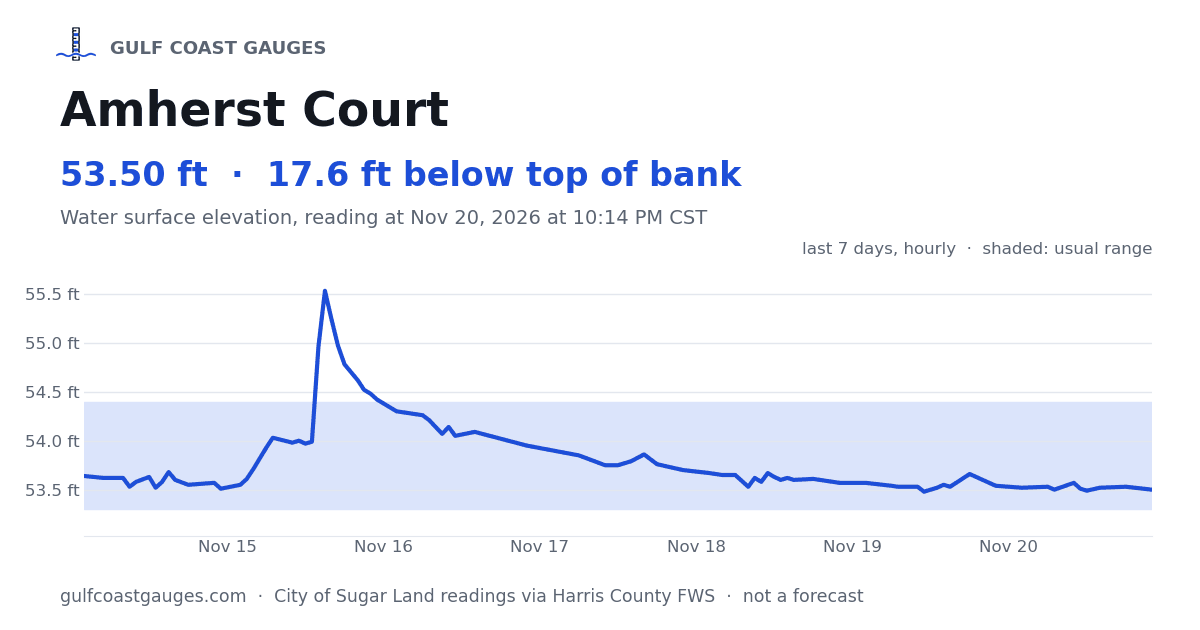 GULF COAST GAUGES
Amherst Court
53.50 ft · 17.6 ft below top of bank
Water surface elevation, reading at Nov 20, 2026 at 10:14 PM CST
last 7 days, hourly · shaded: usual range
55.5 ft
55.0 ft
54.5 ft
54.0 ft
53.5 ft
Nov 15 Nov 16 Nov 17 Nov 18 Nov 19 Nov 20
gulfcoastgauges.com · City of Sugar Land readings via Harris County FWS · not a forecast